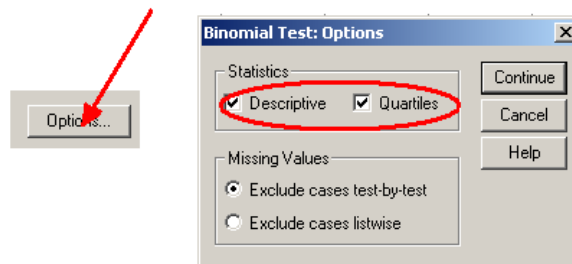 Options...
Binomial Test: Options
Statistics
Descriptive Quartiles
Missing Values
Exclude cases test-by-test
Exclude cases listwise
Continue
Cancel
Help